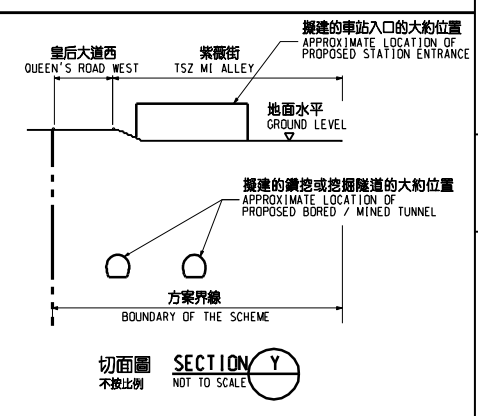 擬建的車站入口的大約位置
APPROXIMATE LOCATION OF
PROPOSED STATION ENTRANCE
皇后大道西
QUEEN'S ROAD WEST
紫薇街
TSZ MI ALLEY
地面水平
GROUND LEVEL
擬建的鑽挖或挖掘隧道的大約位置
APPROXIMATE LOCATION OF
PROPOSED BORED / MINED TUNNEL
方案界線
BOUNDARY OF THE SCHEME
切面圖 SECTION Y
不按比例 NOT TO SCALE